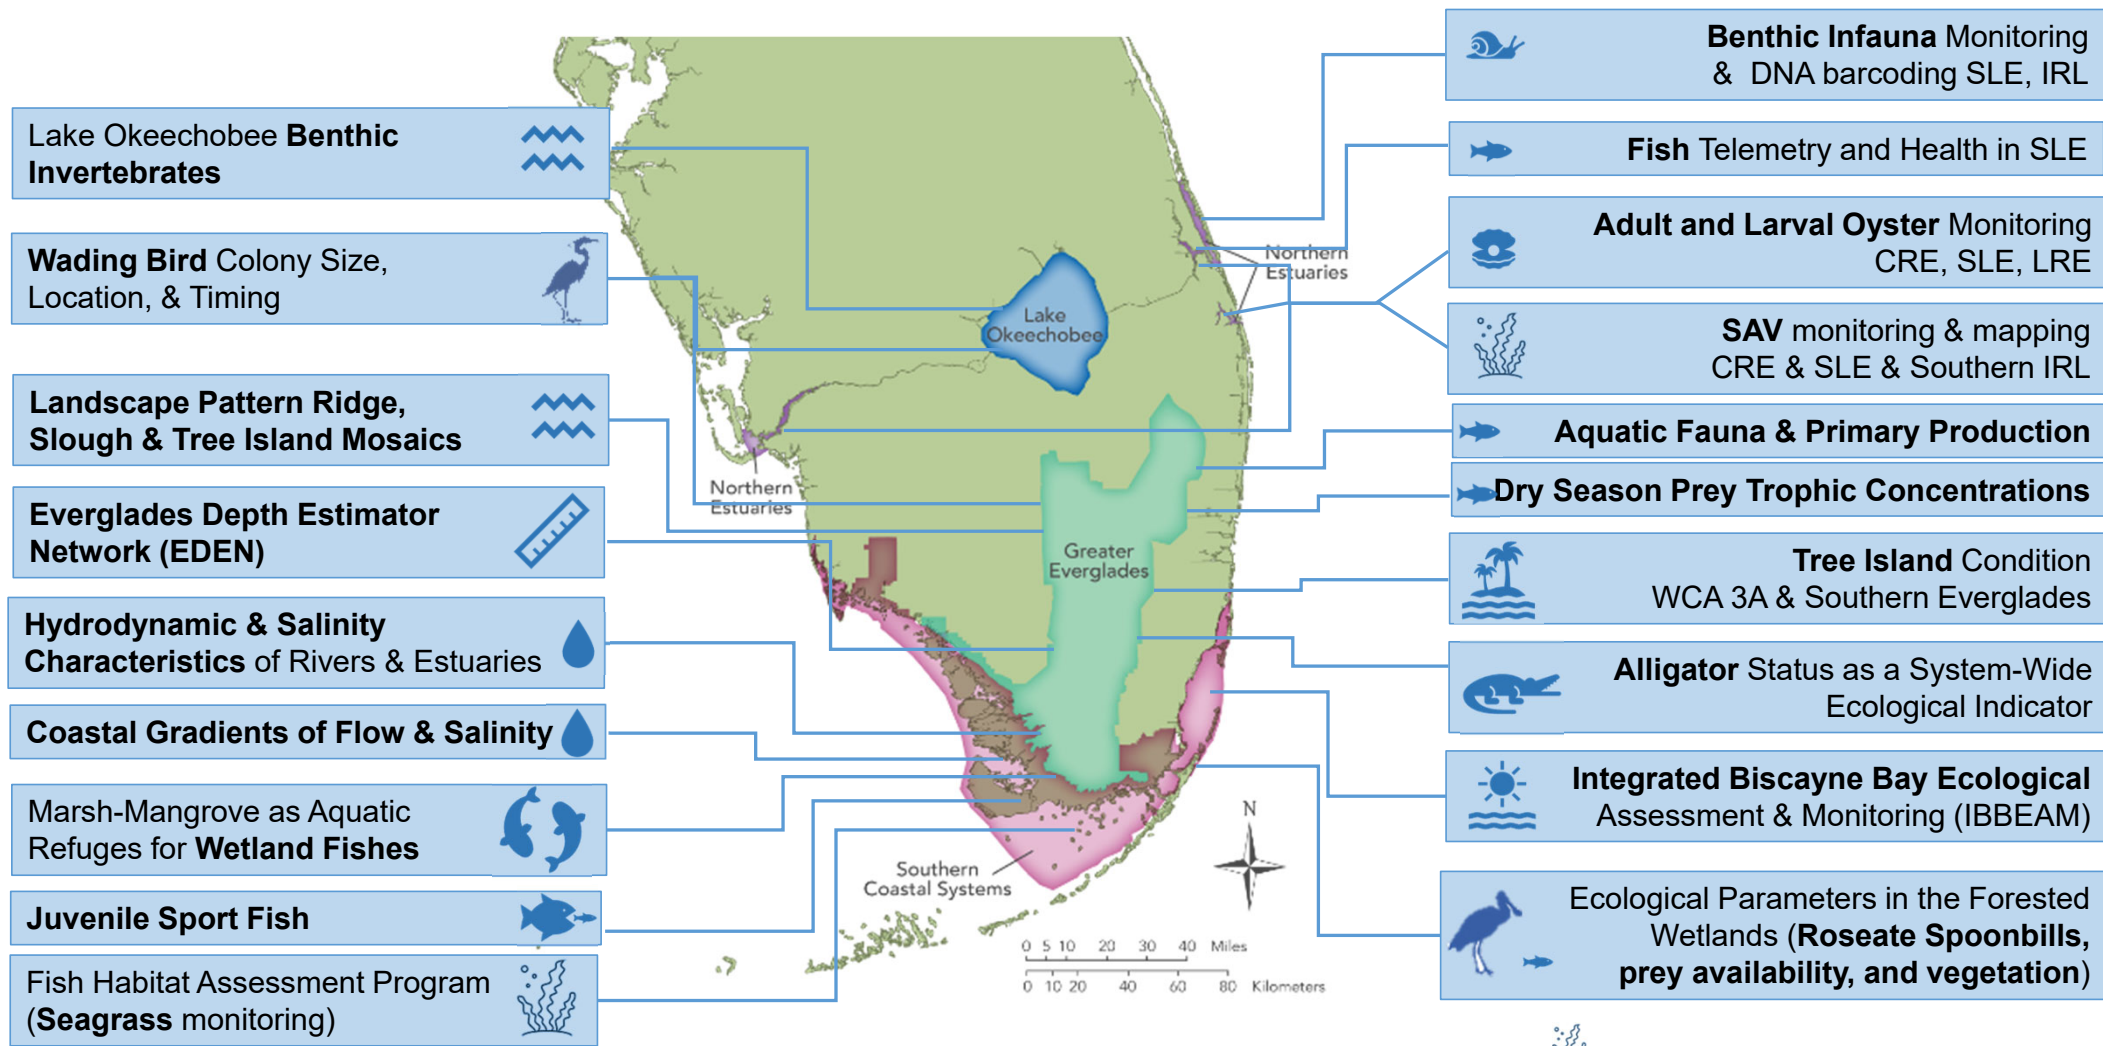 Lake Okeechobee Benthic
Invertebrates
Wading Bird Colony Size,
Location, & Timing
Landscape Pattern Ridge,
Slough & Tree Island Mosaics
Everglades Depth Estimator
Network (EDEN)
Hydrodynamic & Salinity
Characteristics of Rivers & Estuaries
Coastal Gradients of Flow & Salinity
Marsh-Mangrove as Aquatic
Refuges for Wetland Fishes
Juvenile Sport Fish
Fish Habitat Assessment Program
(Seagrass monitoring)
Northern
Estuaries
Lake
Okeechobee
Northern
Estuaries
Greater
Everglades
Southern
Coastal Systems
N
0 5 10 20 30 40 Miles
0 10 20 40 60 80 Kilometers
Benthic Infauna Monitoring
& DNA barcoding SLE, IRL
Fish Telemetry and Health in SLE
Adult and Larval Oyster Monitoring
CRE, SLE, LRE
SAV monitoring & mapping
CRE & SLE & Southern IRL
Aquatic Fauna & Primary Production
Dry Season Prey Trophic Concentrations
Tree Island Condition
WCA 3A & Southern Everglades
Alligator Status as a System-Wide
Ecological Indicator
Integrated Biscayne Bay Ecological
Assessment & Monitoring (IBBEAM)
Ecological Parameters in the Forested
Wetlands (Roseate Spoonbills,
prey availability, and vegetation)